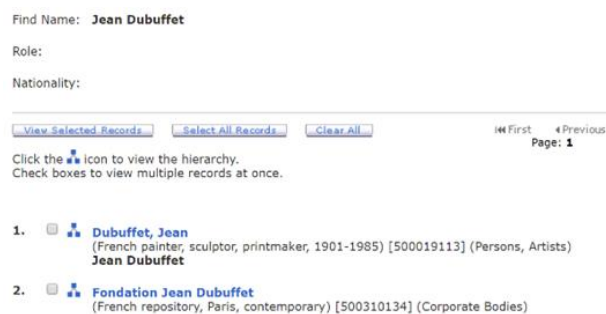 Find Name: Jean Dubuffet
Role:
Nationality:
View Selected Records Select All Records Clear All First Previous
Page: 1
Click the icon to view the hierarchy.
Check boxes to view multiple records at once.
1. Dubuffet, Jean
(French painter, sculptor, printmaker, 1901-1985) [500019113] (Persons, Artists)
Jean Dubuffet
2. Fondation Jean Dubuffet
(French repository, Paris, contemporary) [500310134] (Corporate Bodies)